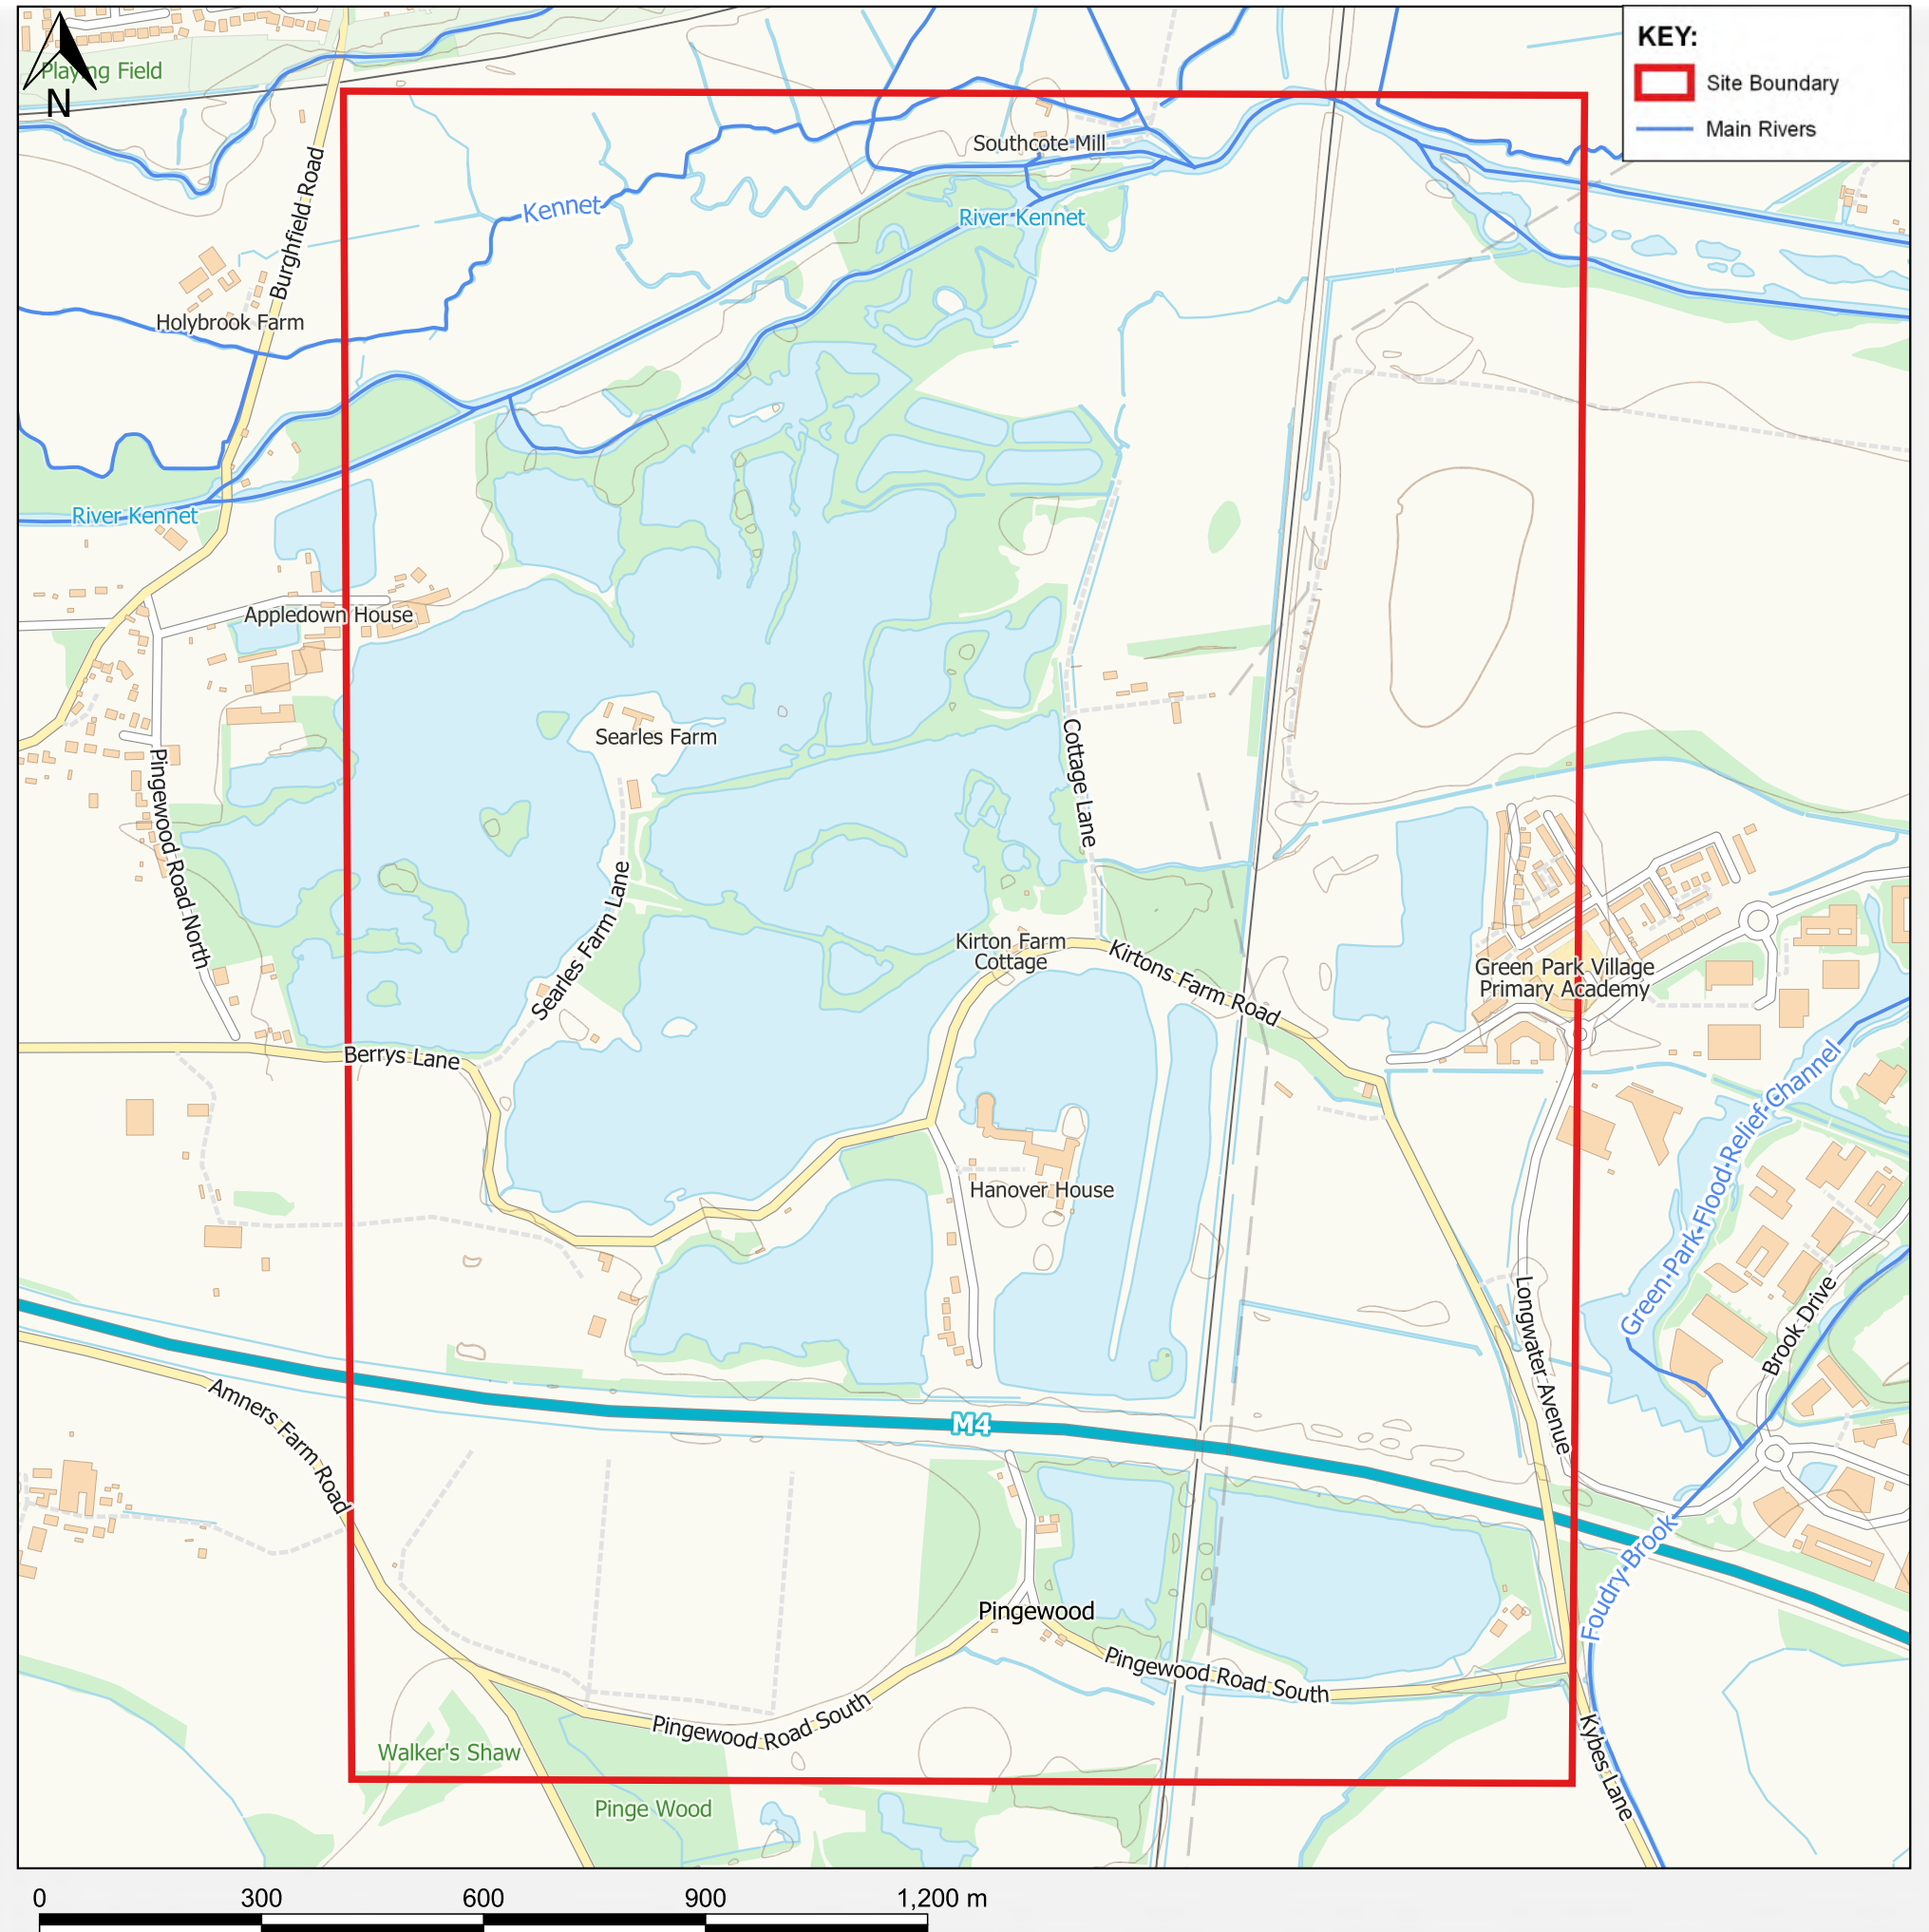 KEY:
Site Boundary
Main Rivers
Playing Field
N
Burghfield Road
Southcote Mill
Kennet
River Kennet
Holybrook Farm
River Kennet
Appledown House
Searles Farm
Cottage Lane
Pingewood Road North
Searles Farm Lane
Kirton Farm
Cottage
Kirtons Farm Road
Green Park Village
Primary Academy
Berrys Lane
Green Park Flood Relief Channel
Hanover House
Longwater Avenue
Brook Drive
Amners Farm Road
M4
Foudry Brook
Pingewood
Pingewood Road South
Pingewood Road South
Walker's Shaw
Kybes Lane
Pinge Wood
0 300 600 900 1,200 m